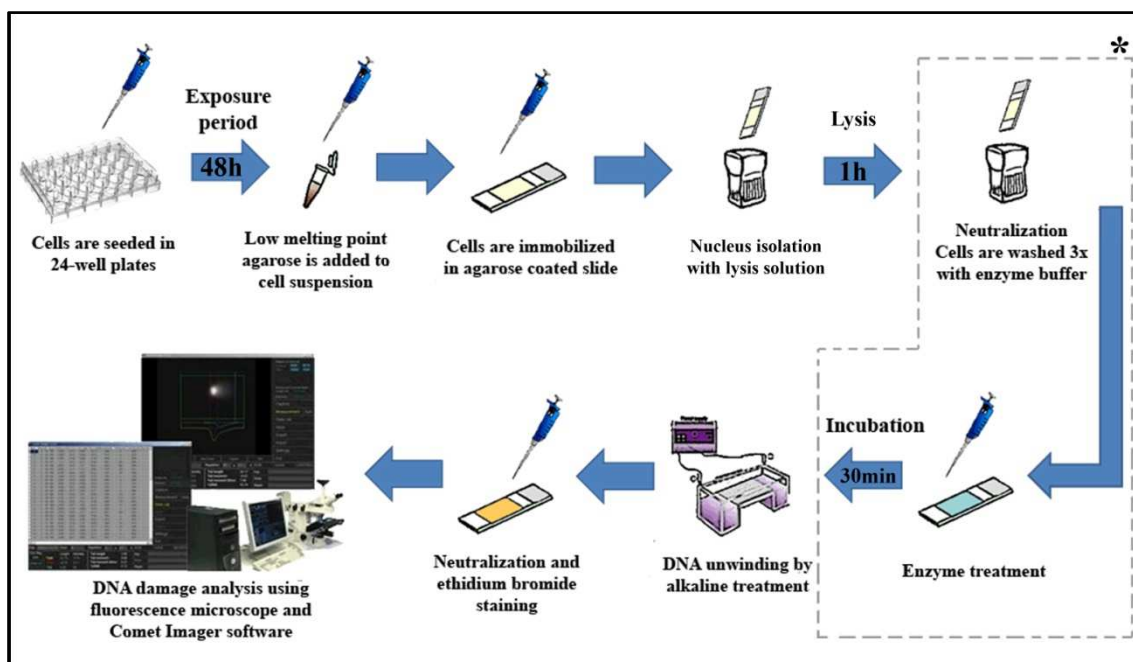 *
Exposure
period
48h
Lysis
1h
Cells are seeded in
24-well plates
Low melting point
agarose is added to
cell suspension
Cells are immobilized
in agarose coated slide
Nucleus isolation
with lysis solution
Neutralization
Cells are washed 3x
with enzyme buffer
Incubation
30min
Enzyme treatment
DNA unwinding by
alkaline treatment
Neutralization and
ethidium bromide
staining
DNA damage analysis using
fluorescence microscope and
Comet Imager software